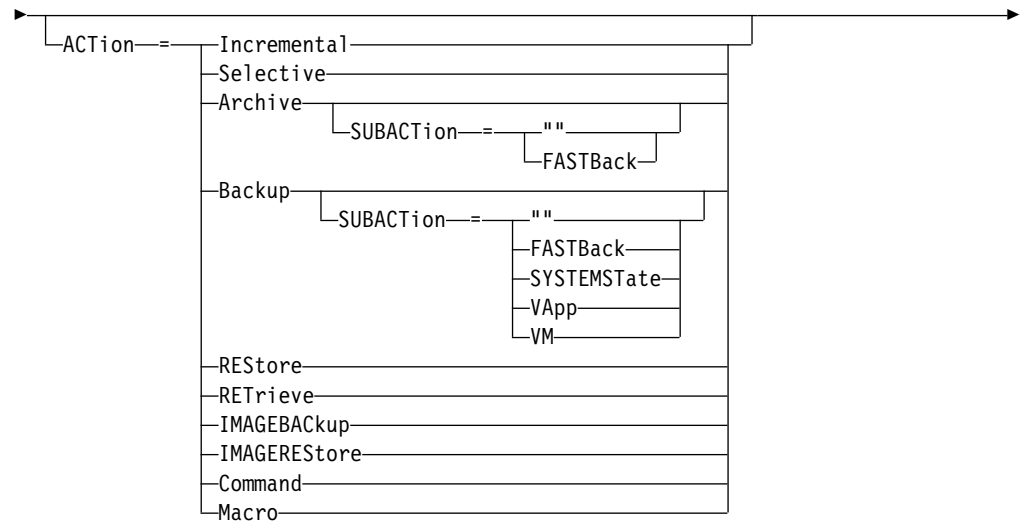 ACTion = Incremental
Selective
Archive
SUBACTion = ""
FASTBack
Backup
SUBACTion = ""
FASTBack
SYSTEMSTate
VApp
VM
REStore
RETrieve
IMAGEBACkup
IMAGEREStore
Command
Macro